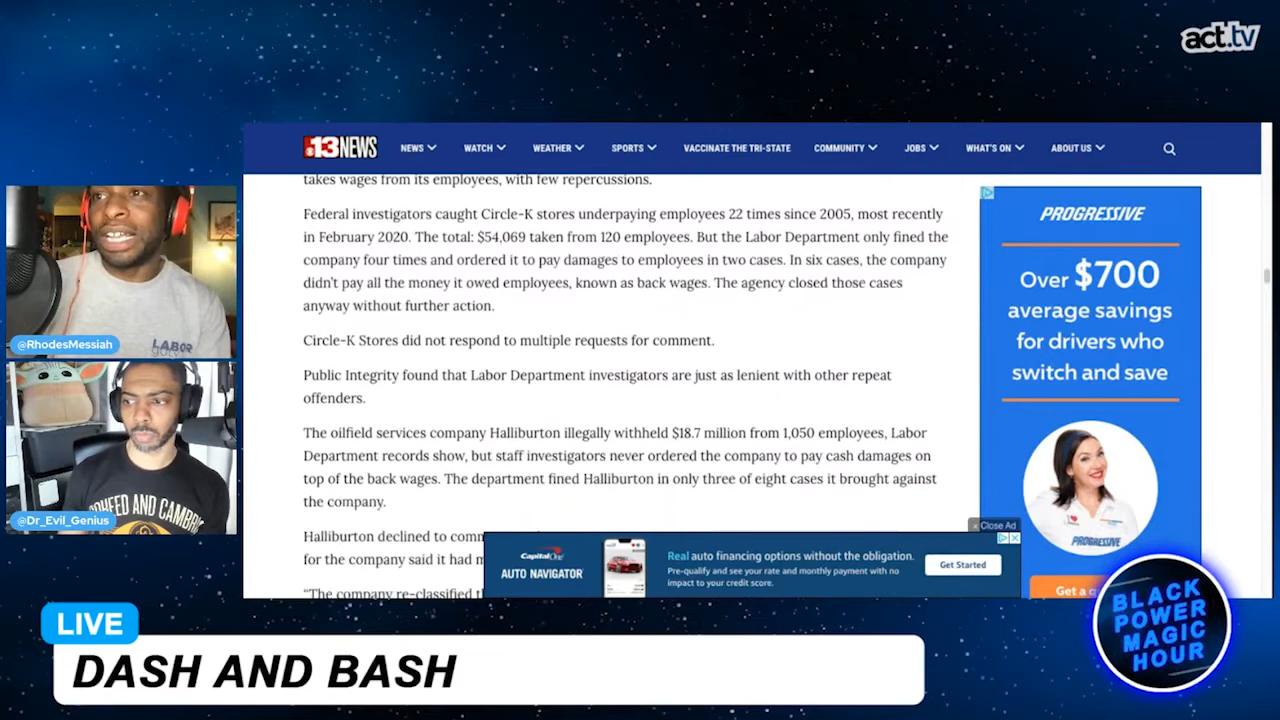 act.tv
13NEWS
NEWS
WATCH
WEATHER
SPORTS
VACCINATE THE TRI-STATE
COMMUNITY
JOBS
WHAT'S ON
ABOUT US
takes wages from its employees, with few repercussions.
Federal investigators caught Circle-K stores underpaying employees 22 times since 2005, most recently
in February 2020. The total: $54,069 taken from 120 employees. But the Labor Department only fined the
company four times and ordered it to pay damages to employees in two cases. In six cases, the company
didn't pay all the money it owed employees, known as back wages. The agency closed those cases
anyway without further action.
Circle-K Stores did not respond to multiple requests for comment.
Public Integrity found that Labor Department investigators are just as lenient with other repeat
offenders.
The oilfield services company Halliburton illegally withheld $18.7 million from 1,050 employees, Labor
Department records show, but staff investigators never ordered the company to pay cash damages on
top of the back wages. The department fined Halliburton in only three of eight cases it brought against
the company.
Halliburton declined to comm
for the company said it had m
"The company re-classified t
PROGRESSIVE
Over $700
average savings
for drivers who
switch and save
PROGRESSIVE
Get a
× Close Ad
Capital One
AUTO NAVIGATOR
Real auto financing options without the obligation.
Pre-qualify and see your rate and monthly payment with no
impact to your credit score.
Get Started
LABOR
@RhodesMessiah
AND CAMBRI
@Dr_Evil_Genius
LIVE
DASH AND BASH
BLACK
POWER
MAGIC
HOUR